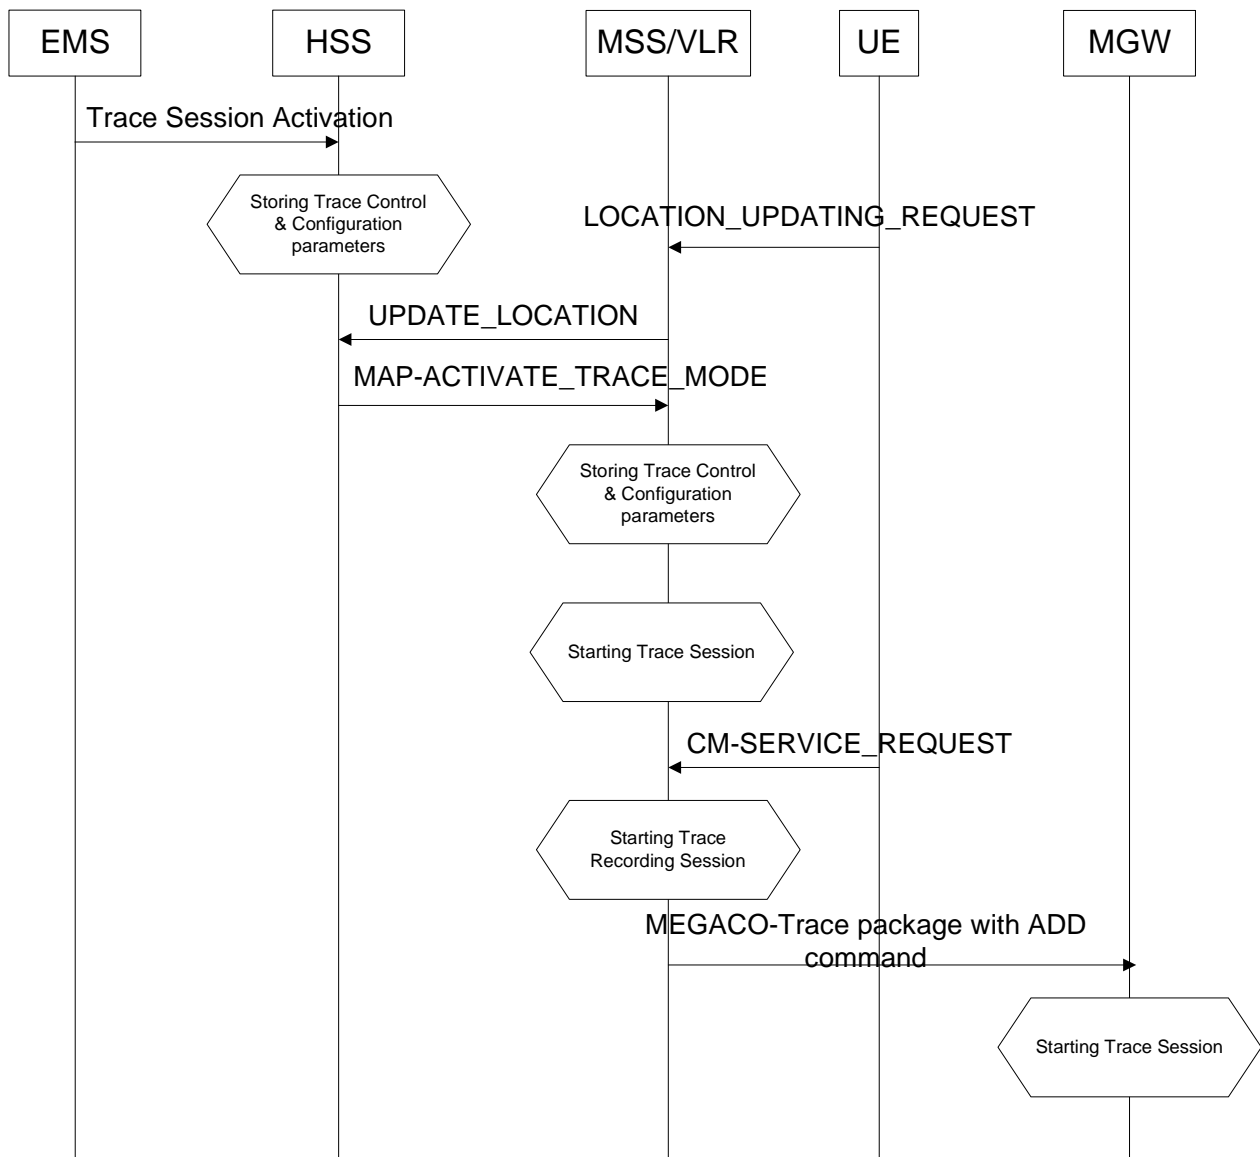 EMS
HSS
MSS/VLR
UE
MGW
Trace Session Activation
Storing Trace Control
& Configuration
parameters
LOCATION_UPDATING_REQUEST
UPDATE_LOCATION
MAP-ACTIVATE_TRACE_MODE
Storing Trace Control
& Configuration
parameters
Starting Trace Session
CM-SERVICE_REQUEST
Starting Trace
Recording Session
MEGACO-Trace package with ADD
command
Starting Trace Session